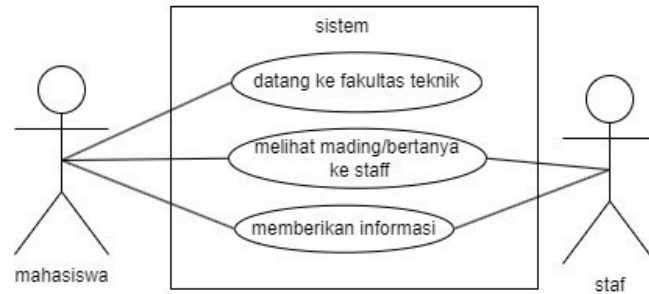 sistem
datang ke fakultas teknik
melihat mading/bertanya
ke staff
memberikan informasi
mahasiswa
staf